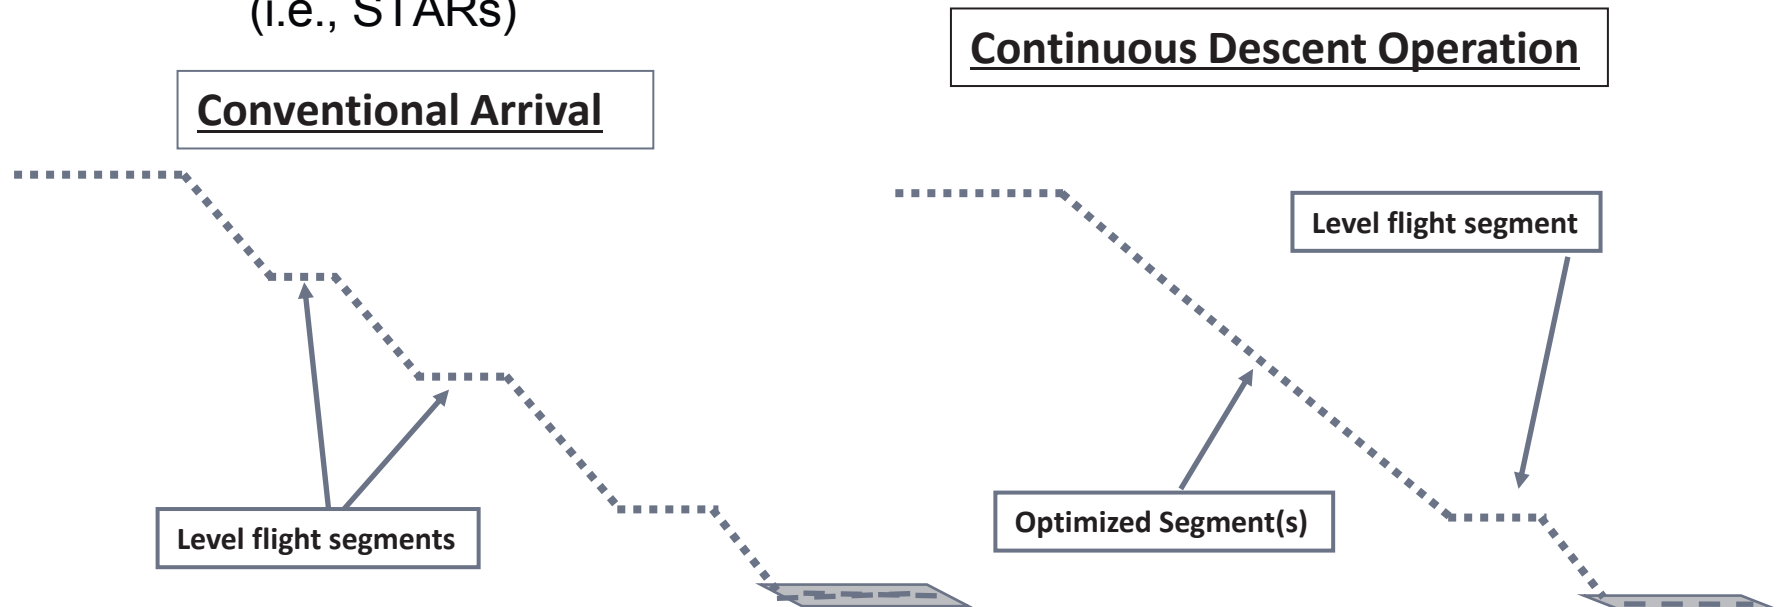 (i.e., STARs)
Conventional Arrival
Level flight segments
Continuous Descent Operation
Level flight segment
Optimized Segment(s)